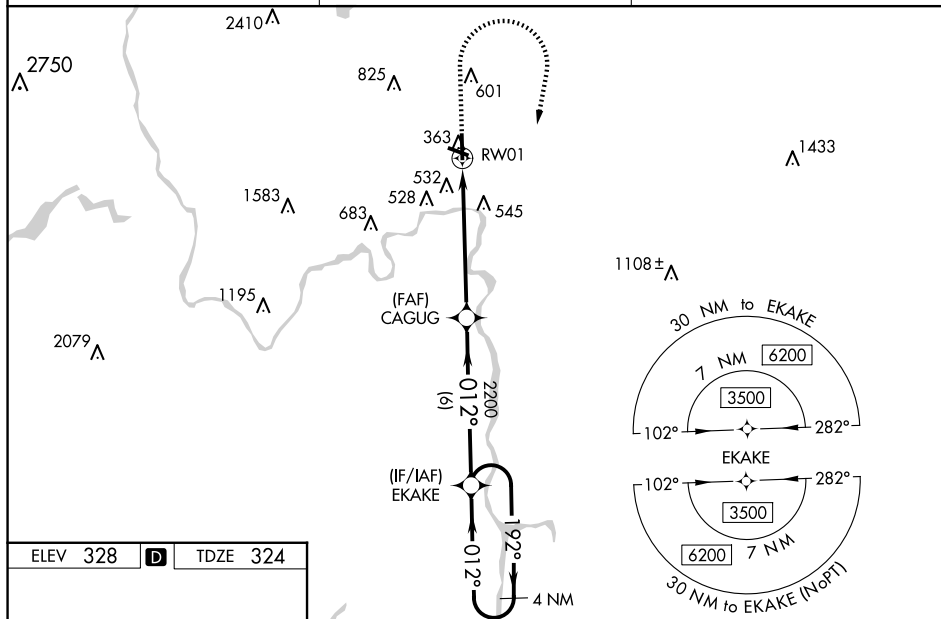 2410
2750
825
601
363
RW01
1433
532
1583
528
683
545
1108±
1195
(FAF)
CAGUG
2079
30 NM to EKAKE
7 NM
6200
3500
2200
012°
(6)
102°
282°
EKAKE
(IF/IAF)
EKAKE
102°
282°
3500
192°
6200
7 NM
012°
4 NM
30 NM to EKAKE (NoPT)
ELEV 328 D TDZE 324